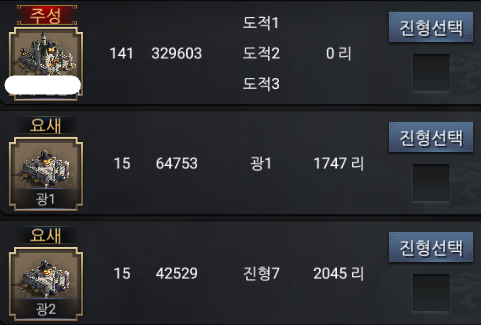 주성
141 329603 도적1 도적2 도적3 0 리 진형선택
요새
광1
15 64753 광1 1747 리 진형선택
요새
광2
15 42529 진형7 2045 리 진형선택